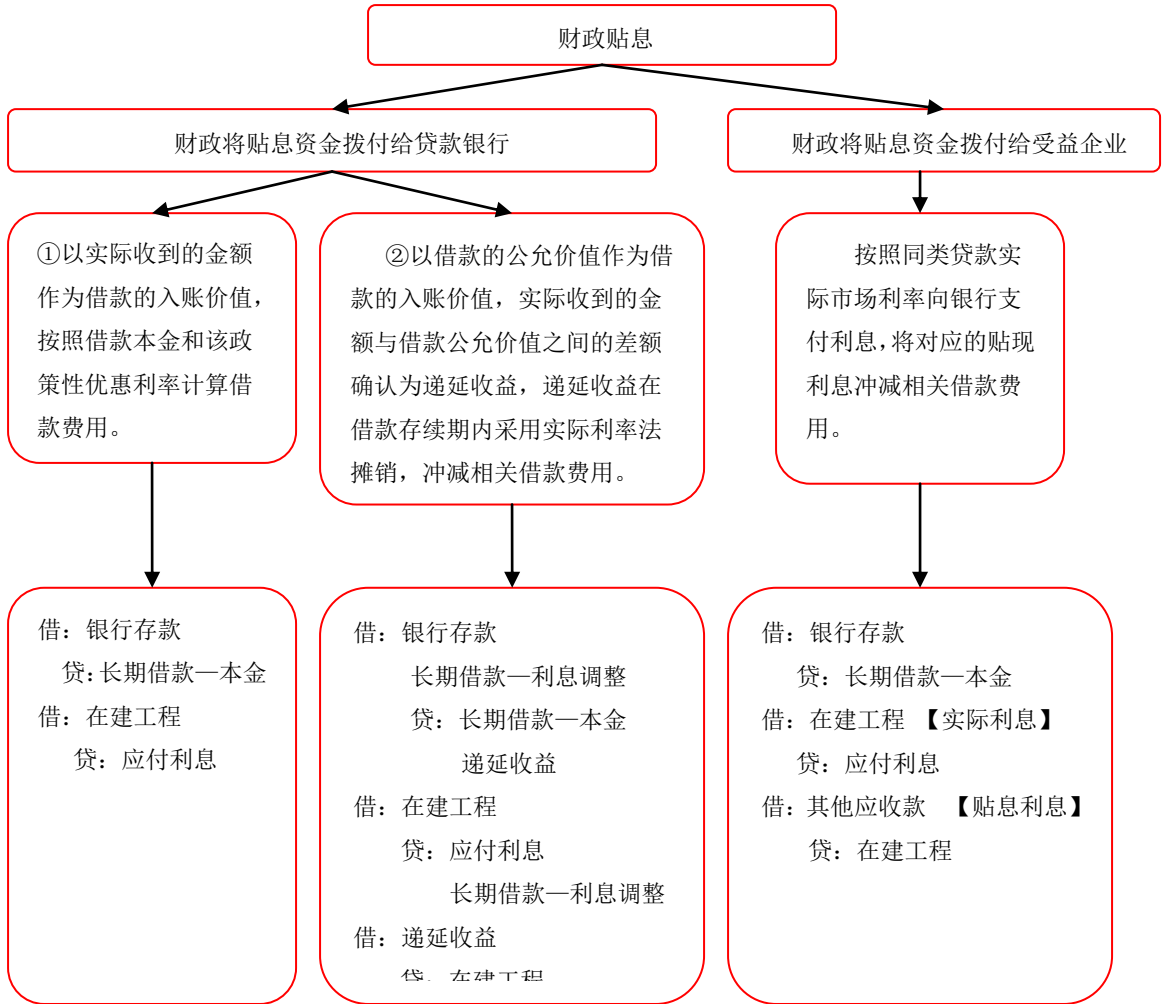 财政贴息
财政将贴息资金拨付给贷款银行
财政将贴息资金拨付给受益企业
①以实际收到的金额
作为借款的入账价值，
按照借款本金和该政
策性优惠利率计算借
款费用。
②以借款的公允价值作为借
款的入账价值，实际收到的金
额与借款公允价值之间的差额
确认为递延收益，递延收益在
借款存续期内采用实际利率法
摊销，冲减相关借款费用。
按照同类贷款实
际市场利率向银行支
付利息，将对应的贴现
利息冲减相关借款费
用。
借：银行存款
贷：长期借款—本金
借：在建工程
贷：应付利息
借：银行存款
长期借款—利息调整
贷：长期借款—本金
递延收益
借：在建工程
贷：应付利息
长期借款—利息调整
借：递延收益
贷：在建工程
借：银行存款
贷：长期借款—本金
借：在建工程 【实际利息】
贷：应付利息
借：其他应收款 【贴息利息】
贷：在建工程